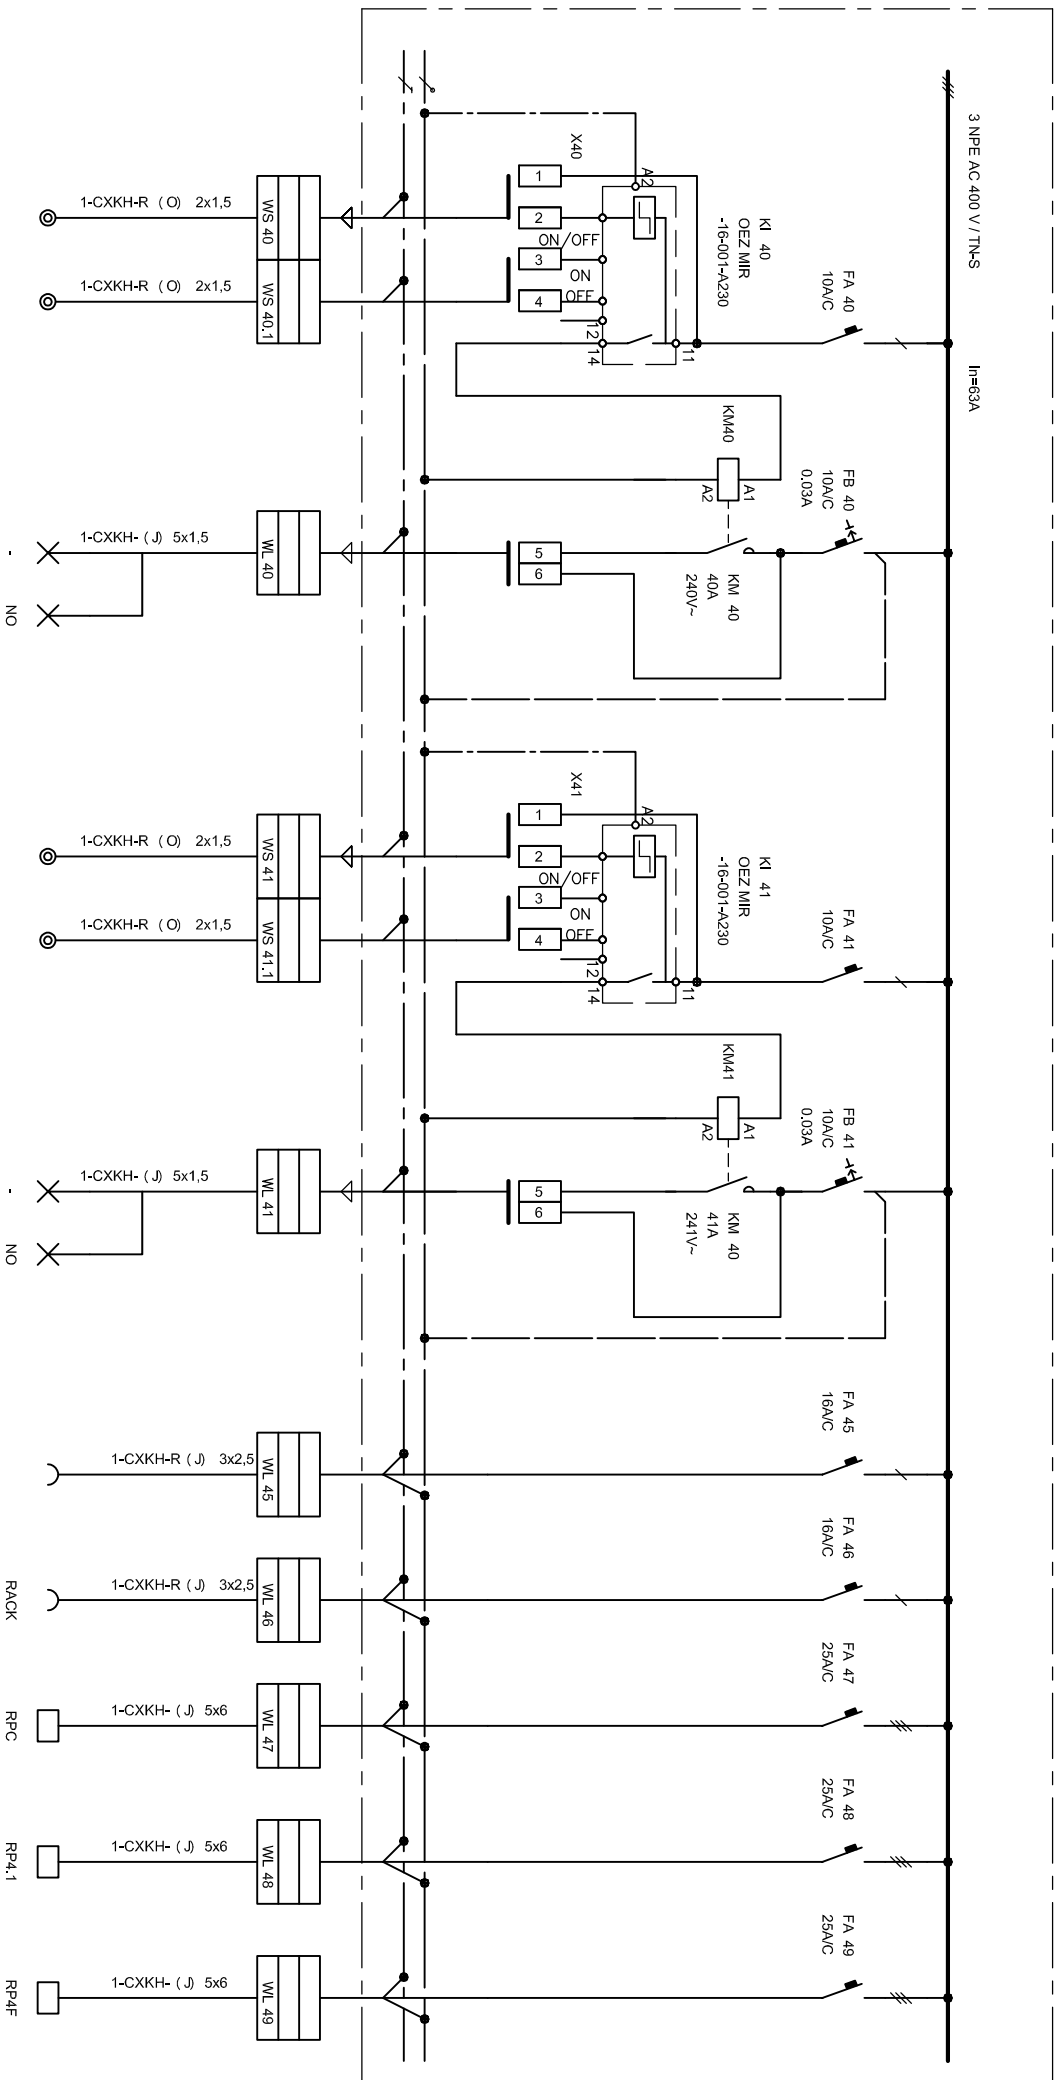 3 NPE AC 400 V / TN-S
In=63A
FA 40
10A/C
KI 40
OEZ MIR
-16-001-A230
A2
11
X40
1
2
ON/OFF
3
ON
4
OFF
12
14
FB 40
10A/C
0.03A
KM40
A1
A2
KM 40
40A
240V~
5
6
WS 40
WS 40.1
1-CXKH-R ( O) 2x1,5
1-CXKH-R ( O) 2x1,5
WL 40
1-CXKH- ( J) 5x1,5
-
NO
FA 41
10A/C
KI 41
OEZ MIR
-16-001-A230
A2
11
X41
1
2
ON/OFF
3
ON
4
OFF
12
14
FB 41
10A/C
0.03A
KM41
A1
A2
KM 40
41A
241V~
5
6
WS 41
WS 41.1
1-CXKH-R ( O) 2x1,5
1-CXKH-R ( O) 2x1,5
WL 41
1-CXKH- ( J) 5x1,5
-
NO
FA 45
16A/C
WL 45
1-CXKH-R ( J) 3x2,5
FA 46
16A/C
WL 46
1-CXKH-R ( J) 3x2,5
RACK
FA 47
25A/C
WL 47
1-CXKH- ( J) 5x6
RPC
FA 48
25A/C
WL 48
1-CXKH- ( J) 5x6
RP4.1
FA 49
25A/C
WL 49
1-CXKH- ( J) 5x6
RP4F